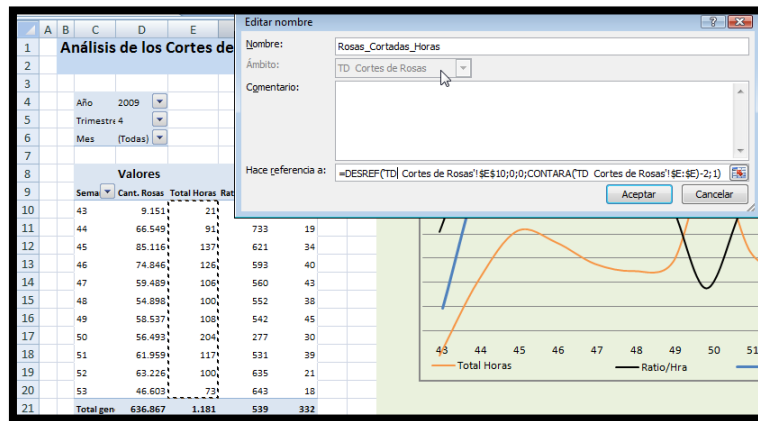 Editar nombre
Nombre:
Rosas_Cortadas_Horas
Ámbito:
TD Cortes de Rosas
Comentario:
Hace referencia a:
=DESREF('TD Cortes de Rosas'!$E$10;0;0;CONTARA('TD Cortes de Rosas'!$E:$E)-2;1)
Aceptar
Cancelar
A B C D E
1 Análisis de los Cortes de
2
3
4 Año 2009
5 Trimestre 4
6 Mes (Todas)
7
8 Valores
9 Sema Cant. Rosas Total Horas Rat
10 43 9.151 21
11 44 66.549 91 733 19
12 45 85.116 137 621 34
13 46 74.846 126 593 40
14 47 59.489 106 560 43
15 48 54.898 100 552 38
16 49 58.537 108 542 45
17 50 56.493 204 277 30
18 51 61.959 117 531 39
19 52 63.226 100 635 21
20 53 46.603 73 643 18
21 Total gen 636.867 1.181 539 332
43 44 45 46 47 48 49 50 51
Total Horas Ratio/Hra